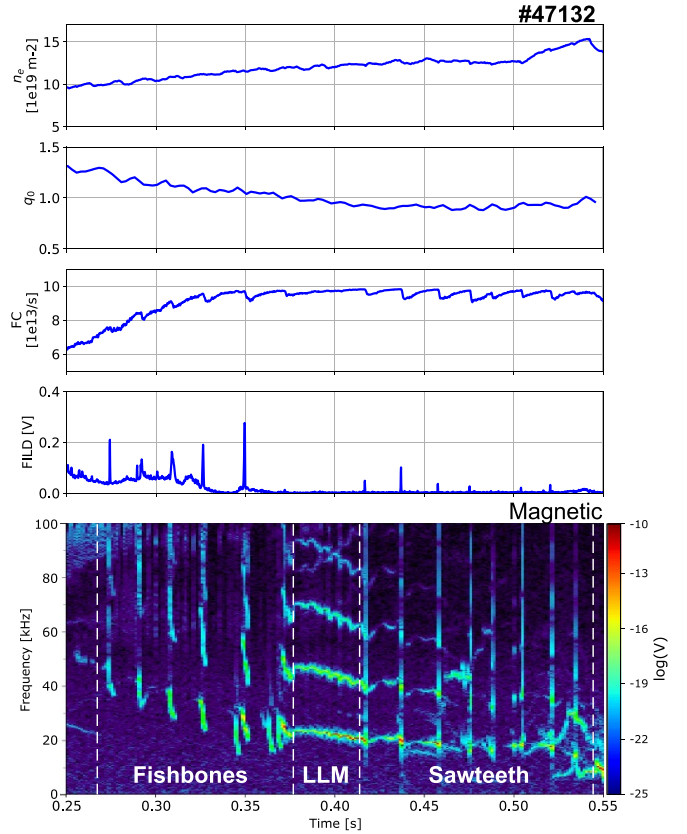 #47132
15
10
5
n_e
[1e19 m-2]
1.5
1.0
0.5
q_0
10
8
6
FC
[1e13/s]
0.4
0.2
0.0
FILD [V]
Magnetic
100
80
60
40
20
0
Frequency [kHz]
Fishbones LLM Sawteeth
0.25 0.30 0.35 0.40 0.45 0.50 0.55
Time [s]
-10
-13
-16
-19
-22
-25
log(V)